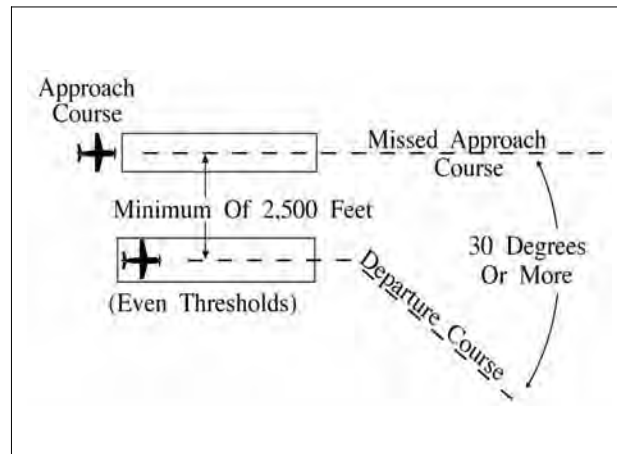 Approach
Course
Missed Approach
Course
Minimum Of 2,500 Feet
30 Degrees
Or More
Departure Course
(Even Thresholds)